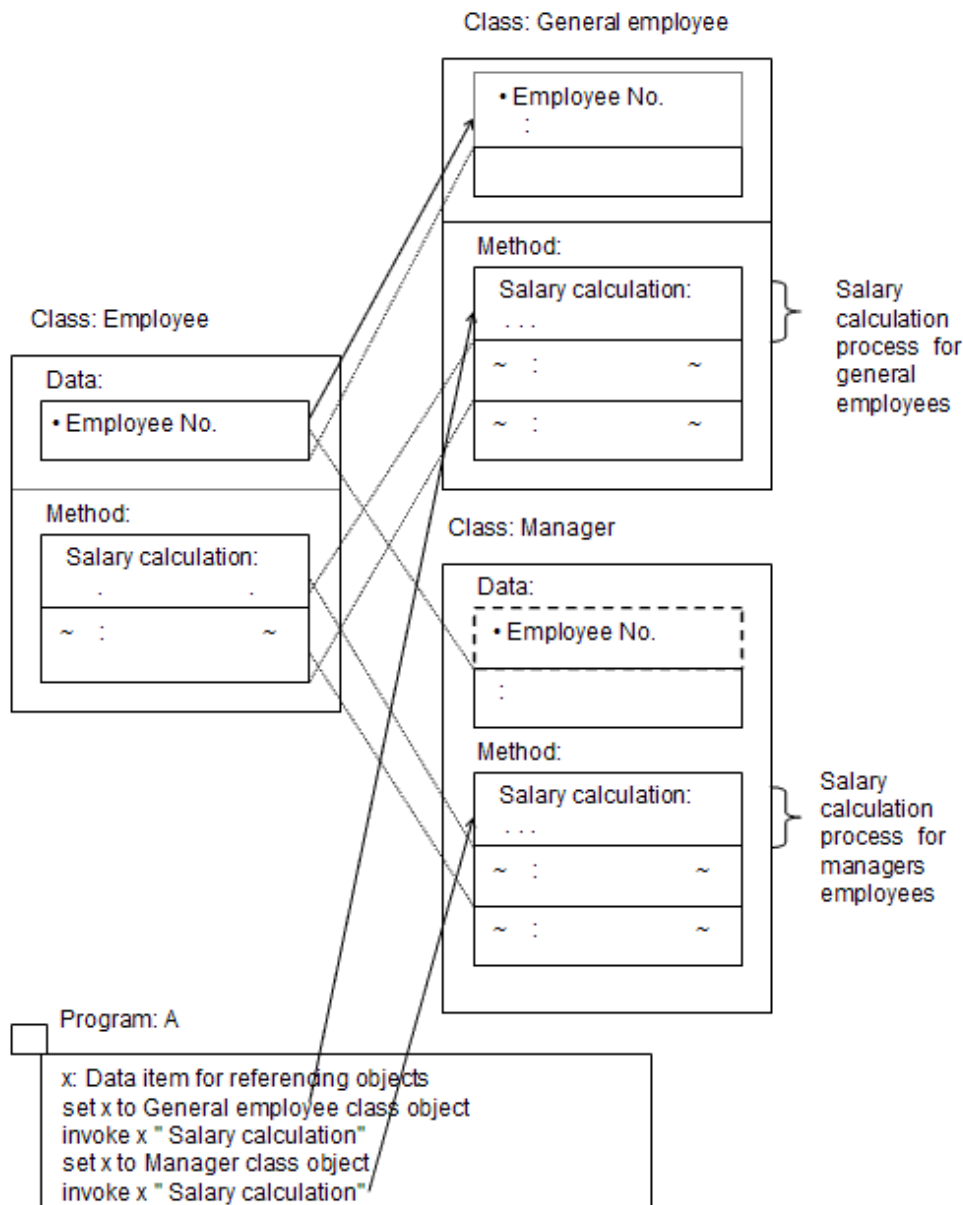 Class: General employee
• Employee No.
:
Method:
Salary calculation:
. . .
~ : ~
~ : ~
Salary
calculation
process for
general
employees
Class: Employee
Data:
• Employee No.
Method:
Salary calculation:
. .
~ : ~
Class: Manager
Data:
• Employee No.
:
Method:
Salary calculation:
. . .
~ : ~
~ : ~
Salary
calculation
process for
managers
employees
Program: A
x: Data item for referencing objects
set x to General employee class object
invoke x " Salary calculation"
set x to Manager class object
invoke x " Salary calculation"